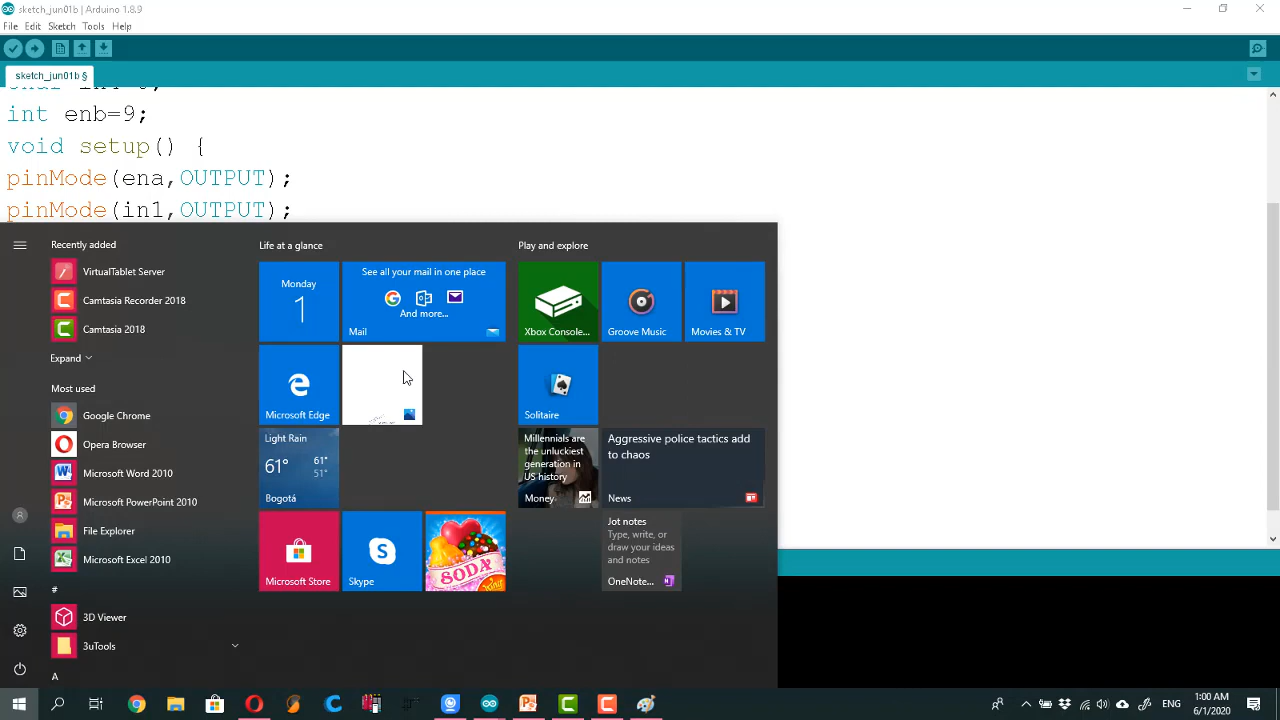 sketch_jun01b | Arduino 1.8.9
File Edit Sketch Tools Help
sketch_jun01b §
int enb=9;
void setup() {
pinMode(ena,OUTPUT);
pinMode(in1,OUTPUT);
Recently added
VirtualTablet Server
Camtasia Recorder 2018
Camtasia 2018
Expand
Most used
Google Chrome
Opera Browser
Microsoft Word 2010
Microsoft PowerPoint 2010
File Explorer
Microsoft Excel 2010
#
3D Viewer
3uTools
A
Life at a glance
Monday
1
See all your mail in one place
And more...
Mail
Microsoft Edge
Light Rain
61°
61°
51°
Bogotá
Microsoft Store
Skype
SODA
Play and explore
Xbox Console...
Groove Music
Movies & TV
Solitaire
Millennials are
the unluckiest
generation in
US history
Money
Aggressive police tactics add
to chaos
News
Jot notes
Type, write, or
draw your ideas
and notes
OneNote...
ENG
1:00 AM
6/1/2020